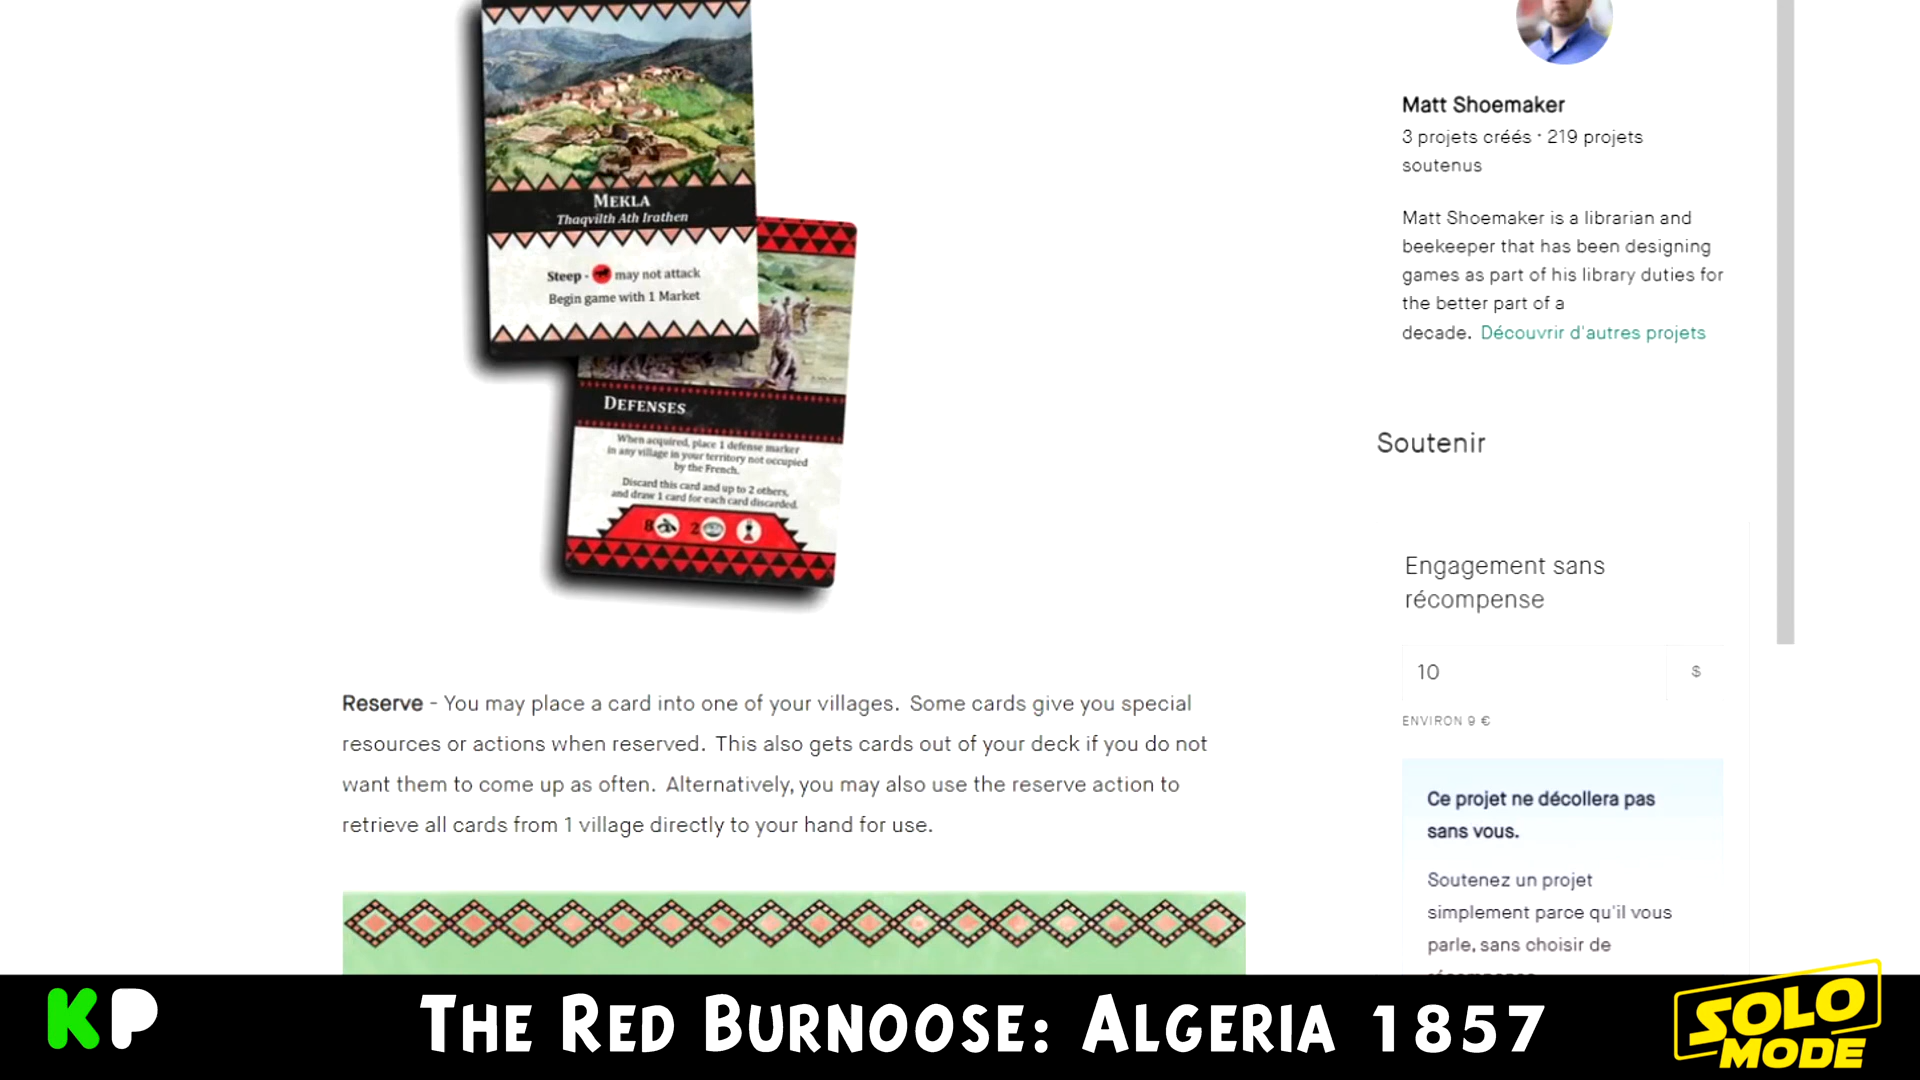 MEKLA
Thaqvilth Ath Irathen
Steep - may not attack
Begin game with 1 Market
DEFENSES
When acquired, place 1 defense marker
in any village in your territory not occupied
by the French.
Discard this card and up to 2 others,
and draw 1 card for each card discarded.
8 2
Reserve - You may place a card into one of your villages. Some cards give you special
resources or actions when reserved. This also gets cards out of your deck if you do not
want them to come up as often. Alternatively, you may also use the reserve action to
retrieve all cards from 1 village directly to your hand for use.
Matt Shoemaker
3 projets créés · 219 projets
soutenus
Matt Shoemaker is a librarian and
beekeeper that has been designing
games as part of his library duties for
the better part of a
decade. Découvrir d'autres projets
Soutenir
Engagement sans
récompense
10 $
ENVIRON 9 €
Ce projet ne décollera pas
sans vous.
Soutenez un projet
simplement parce qu'il vous
parle, sans choisir de
KP
THE RED BURNOOSE: ALGERIA 1857
SOLO
MODE